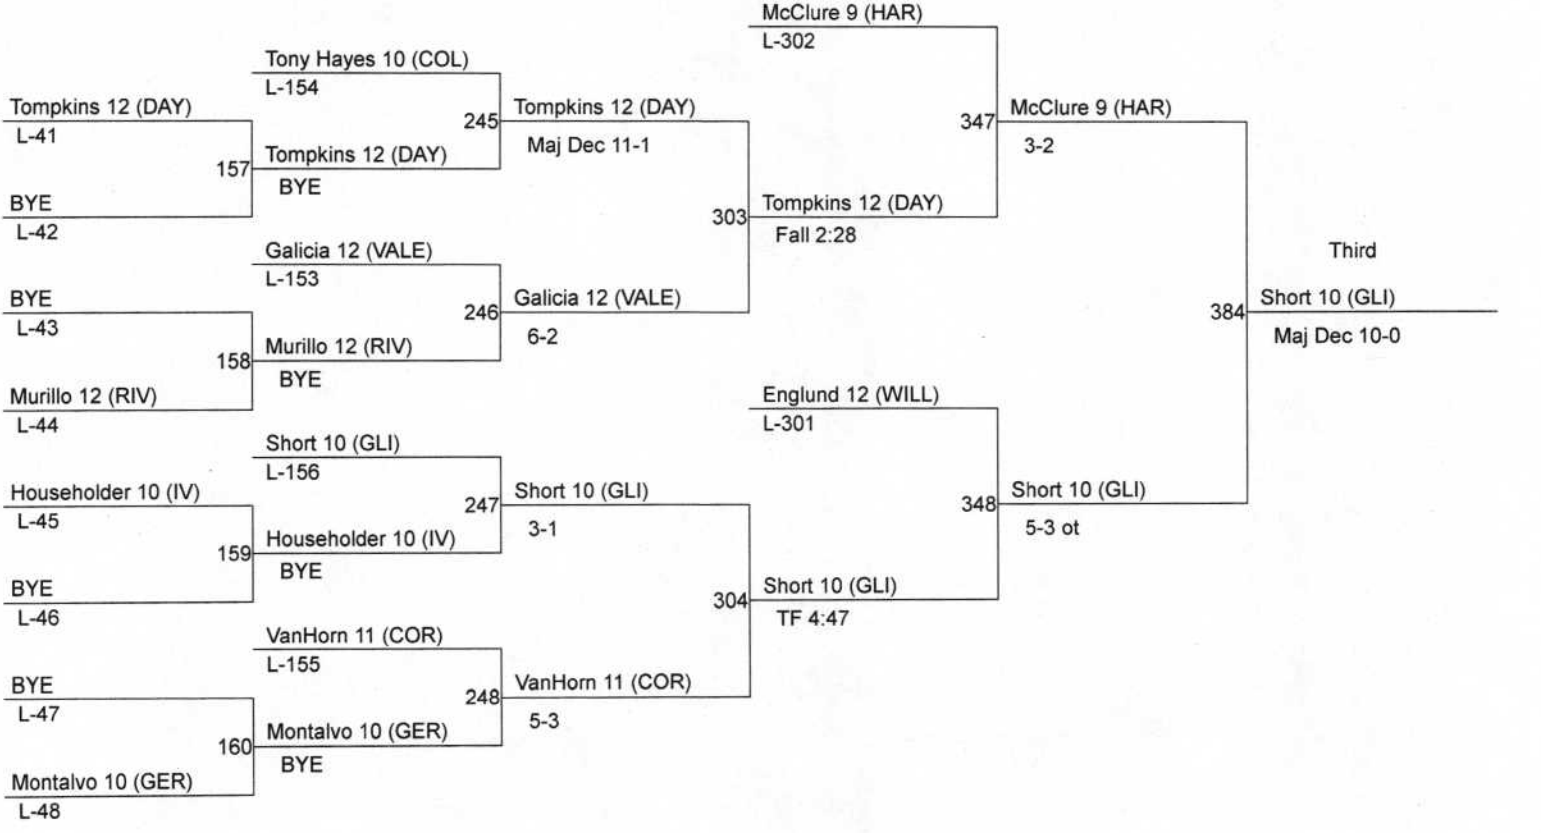 McClure 9 (HAR)
L-302
Tony Hayes 10 (COL)
L-154
Tompkins 12 (DAY)
L-41
245
Tompkins 12 (DAY)
Maj Dec 11-1
347
McClure 9 (HAR)
3-2
157
Tompkins 12 (DAY)
BYE
BYE
L-42
303
Tompkins 12 (DAY)
Fall 2:28
Galicia 12 (VALE)
L-153
Third
BYE
L-43
246
Galicia 12 (VALE)
6-2
384
Short 10 (GLI)
Maj Dec 10-0
158
Murillo 12 (RIV)
BYE
Murillo 12 (RIV)
L-44
Englund 12 (WILL)
L-301
Short 10 (GLI)
L-156
Householder 10 (IV)
L-45
247
Short 10 (GLI)
3-1
348
Short 10 (GLI)
5-3 ot
159
Householder 10 (IV)
BYE
BYE
L-46
304
Short 10 (GLI)
TF 4:47
VanHorn 11 (COR)
L-155
BYE
L-47
248
VanHorn 11 (COR)
5-3
160
Montalvo 10 (GER)
BYE
Montalvo 10 (GER)
L-48